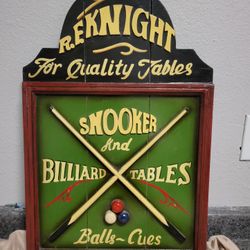 R.F.KNIGHT
For Quality Tables
SNOOKER
And
BILLIARD TABLES
Balls~Cues